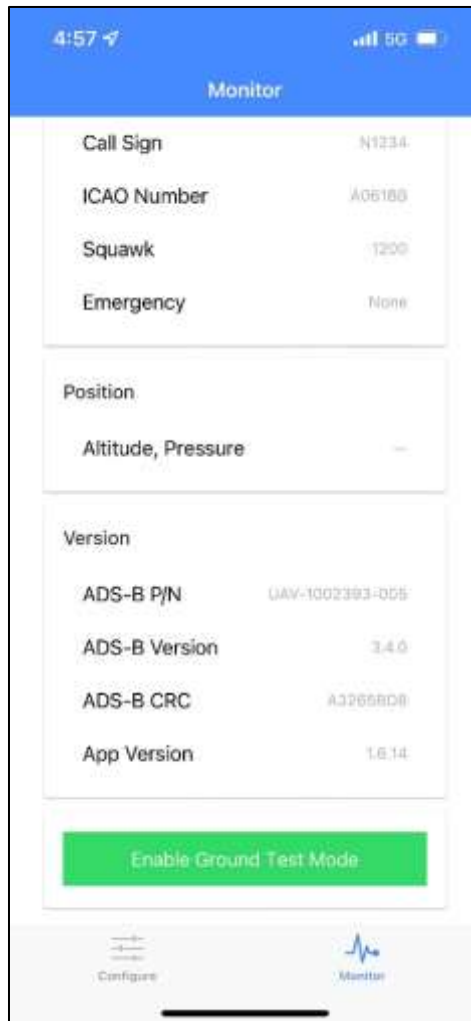 4:57
5G
Monitor
Call Sign N1234
ICAO Number A061BB
Squawk 1200
Emergency None
Position
Altitude, Pressure --
Version
ADS-B P/N UAV-1002393-005
ADS-B Version 3.4.0
ADS-B CRC
App Version 1.6.14
Enable Ground Test Mode
Configure Monitor